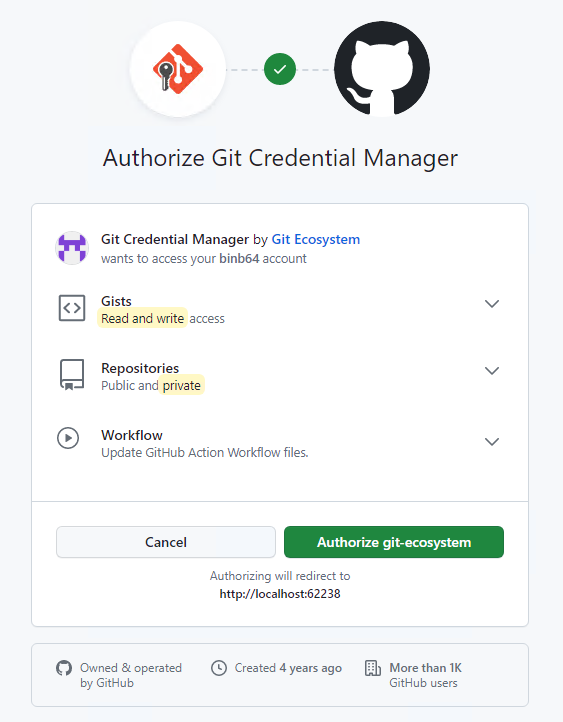 Authorize Git Credential Manager
Git Credential Manager by Git Ecosystem
wants to access your binb64 account
Gists
Read and write access
Repositories
Public and private
Workflow
Update GitHub Action Workflow files.
Cancel
Authorize git-ecosystem
Authorizing will redirect to
http://localhost:62238
Owned & operated
by GitHub
Created 4 years ago
More than 1K
GitHub users